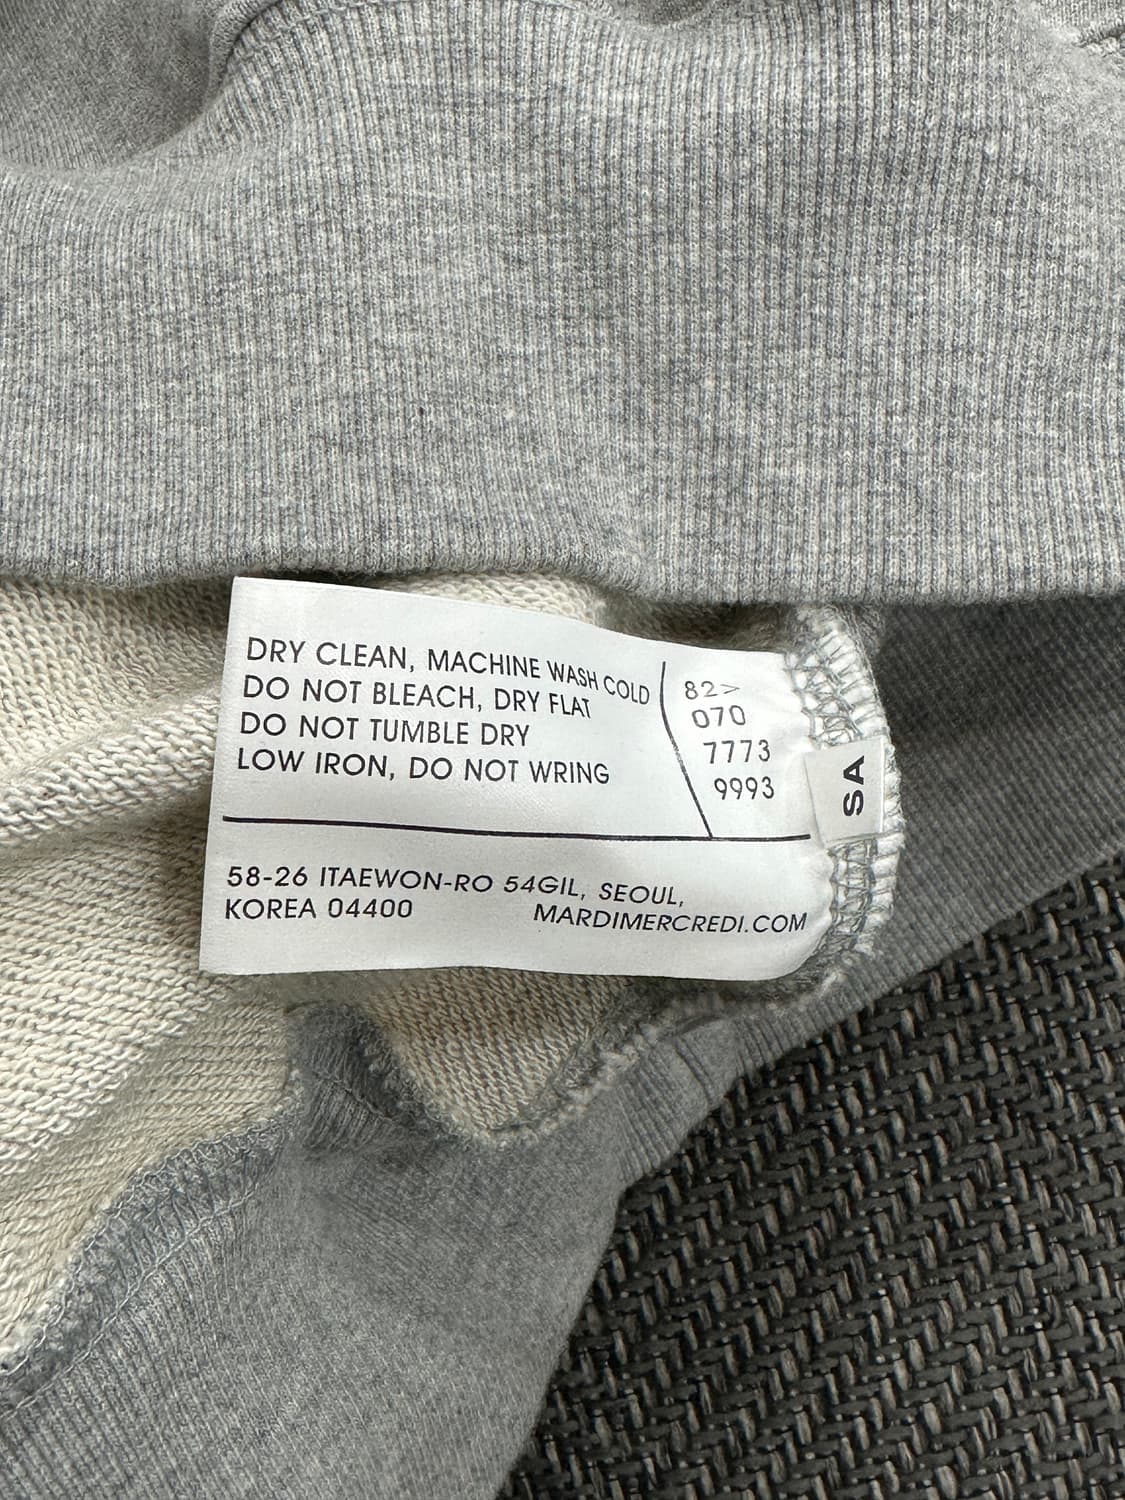 DRY CLEAN, MACHINE WASH COLD
DO NOT BLEACH, DRY FLAT
DO NOT TUMBLE DRY
LOW IRON, DO NOT WRING
82>
070
7773
9993
SA
58-26 ITAEWON-RO 54GIL, SEOUL,
KOREA 04400
MARDIMERCREDI.COM